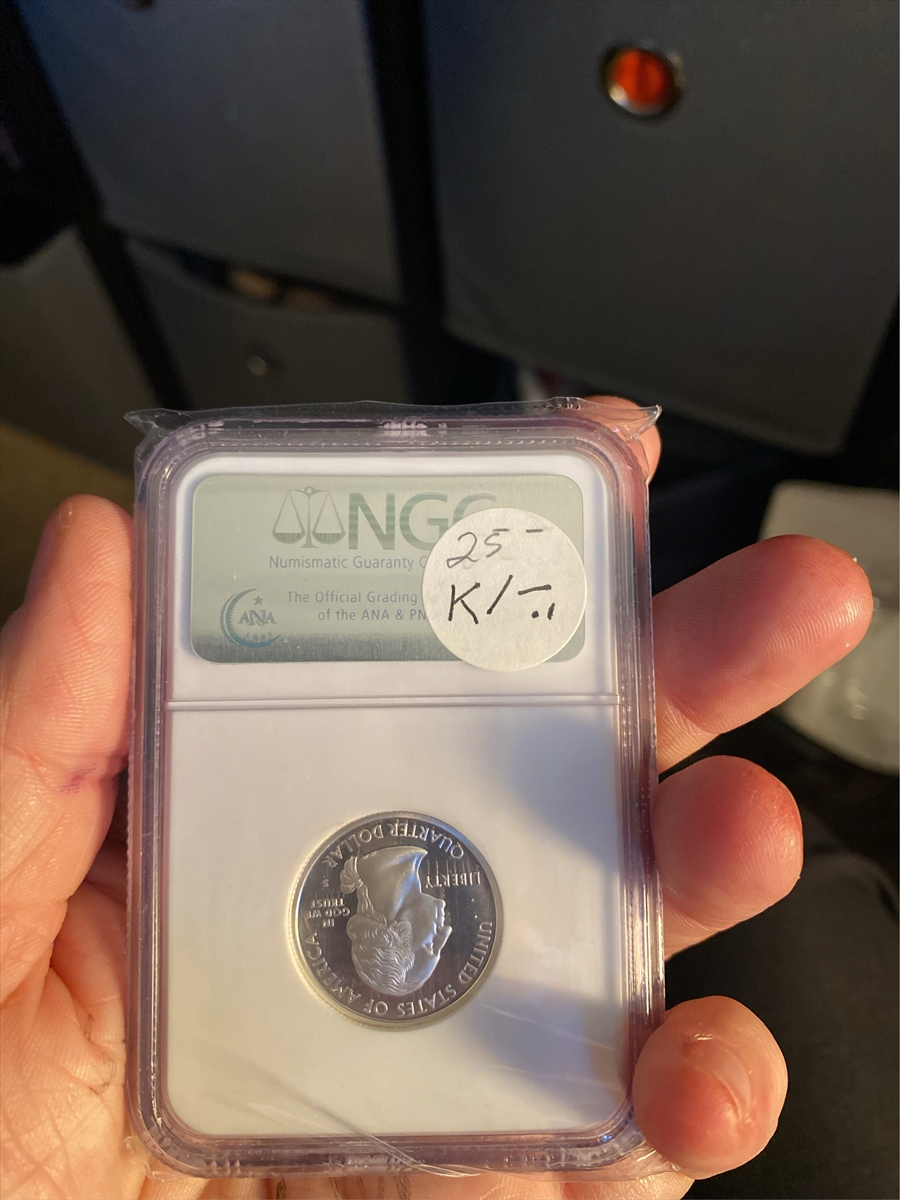 NGC
Numismatic Guaranty
The Official Grading
of the ANA &
ANA
25-
K/
UNITED STATES OF AMERICA
LIBERTY
IN
GOD WE
TRUST
S
QUARTER DOLLAR